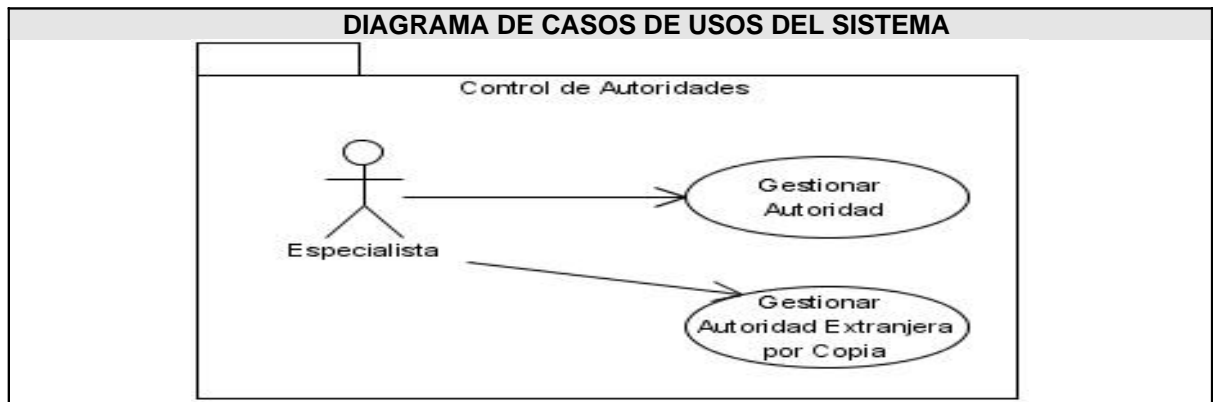 DIAGRAMA DE CASOS DE USOS DEL SISTEMA
Control de Autoridades
Gestionar
Autoridad
Especialista
Gestionar
Autoridad Extranjera
por Copia